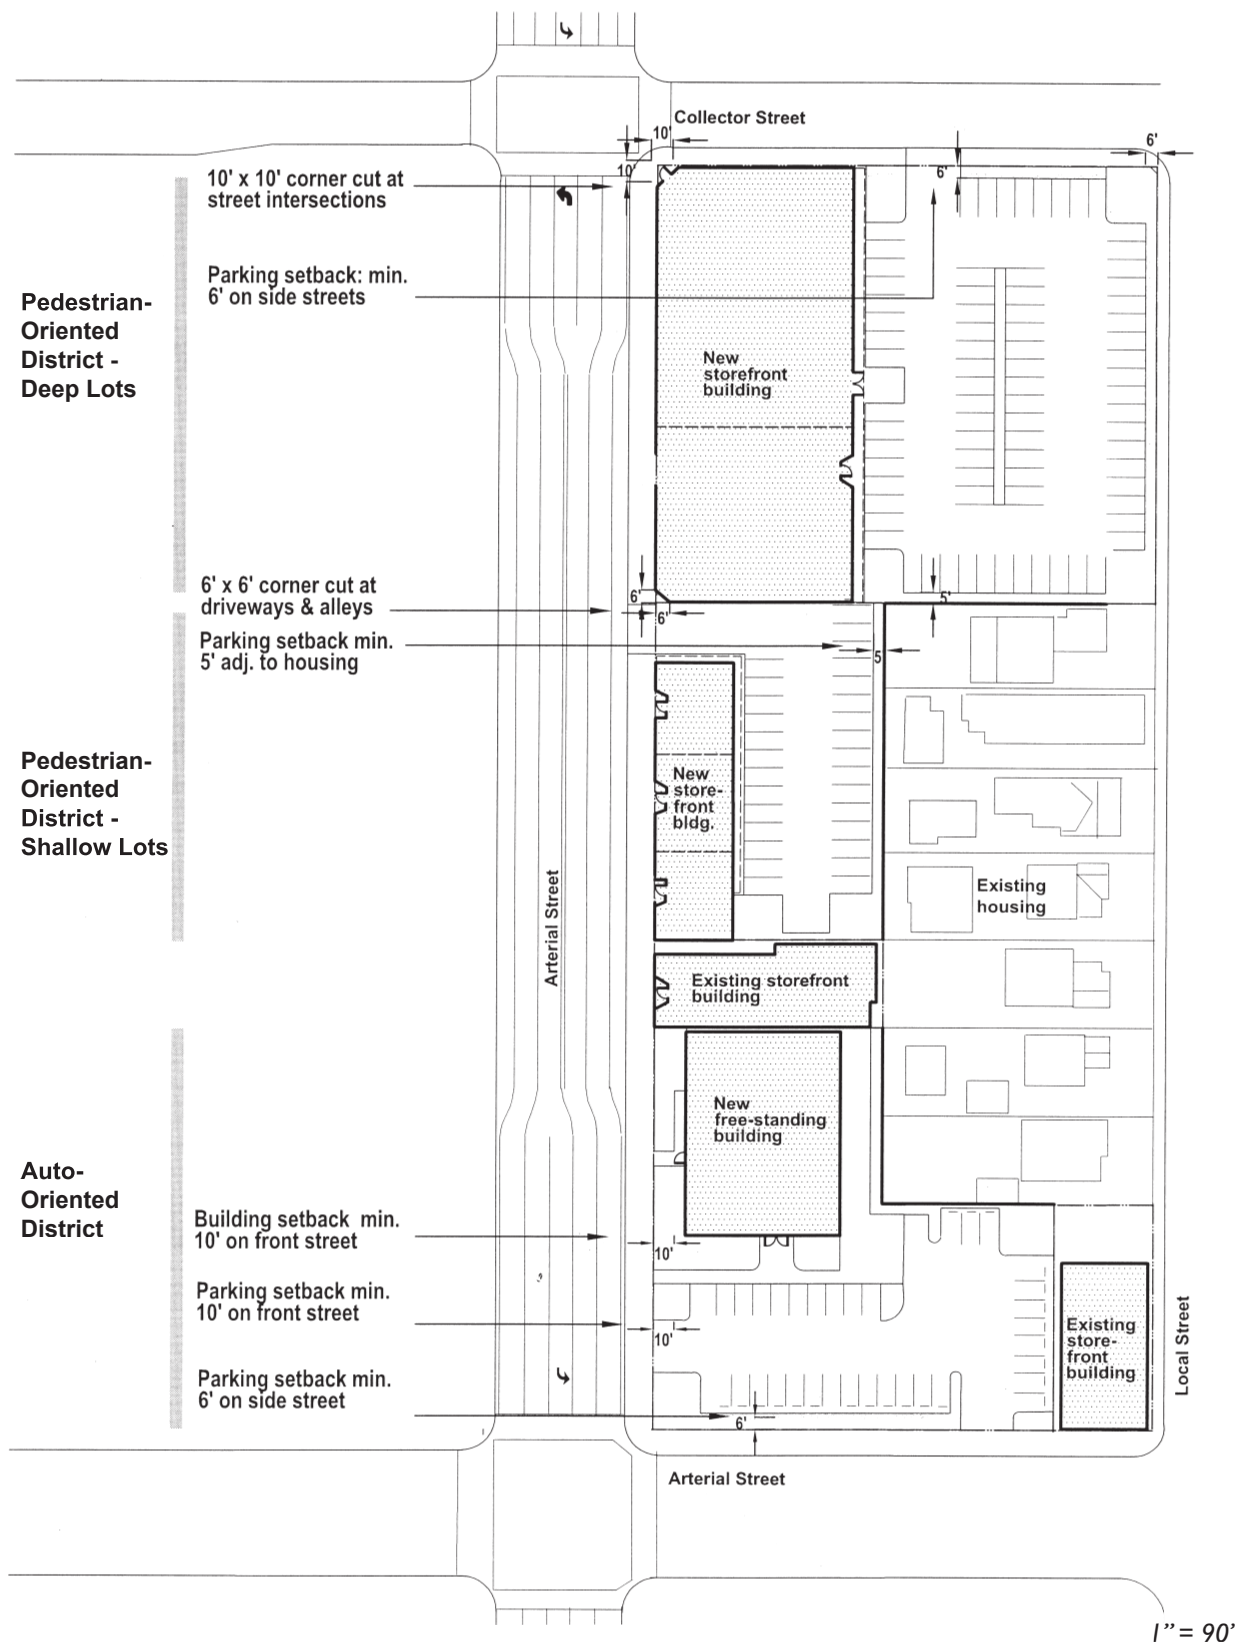 Collector Street
10'
6'
10'
6'
10' x 10' corner cut at
street intersections
Parking setback: min.
6' on side streets
Pedestrian-
Oriented
District -
Deep Lots
New
storefront
building
6' x 6' corner cut at
driveways & alleys
6'
6'
5'
Parking setback min.
5' adj. to housing
5
Pedestrian-
Oriented
District -
Shallow Lots
New
store-
front
bldg.
Arterial Street
Existing
housing
Existing storefront
building
New
free-standing
building
Auto-
Oriented
District
Building setback min.
10' on front street
10'
Parking setback min.
10' on front street
10'
Parking setback min.
6' on side street
6'
Existing
store-
front
building
Local Street
Arterial Street
1" = 90'